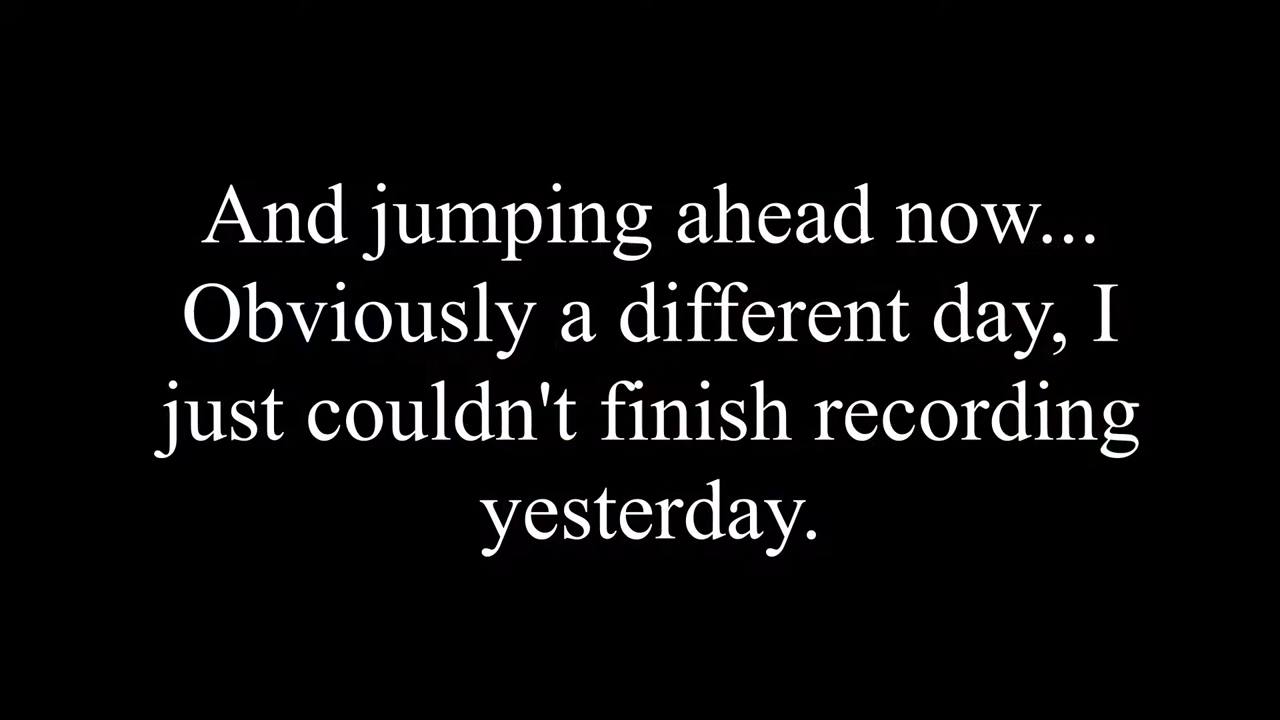 And jumping ahead now...
Obviously a different day, I
just couldn't finish recording
yesterday.